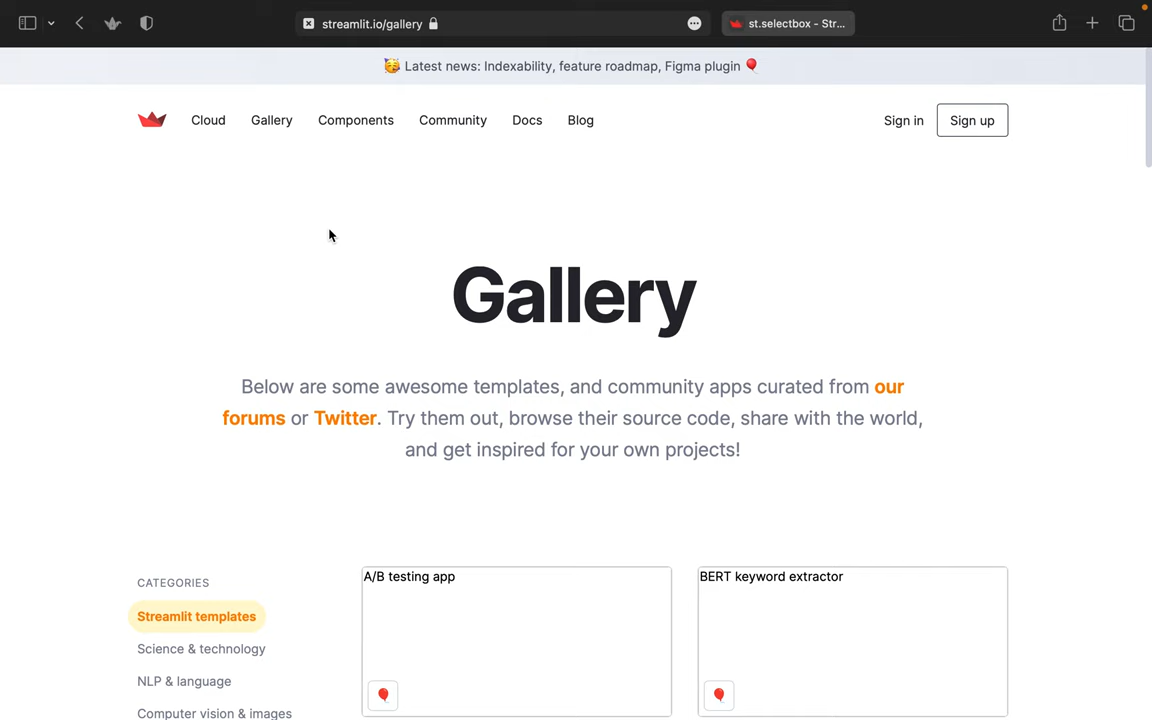 streamlit.io/gallery
st.selectbox - Str...
🥳 Latest news: Indexability, feature roadmap, Figma plugin 🎈
Cloud Gallery Components Community Docs Blog Sign in Sign up
Gallery
Below are some awesome templates, and community apps curated from our
forums or Twitter. Try them out, browse their source code, share with the world,
and get inspired for your own projects!
CATEGORIES
Streamlit templates
Science & technology
NLP & language
Computer vision & images
A/B testing app
BERT keyword extractor